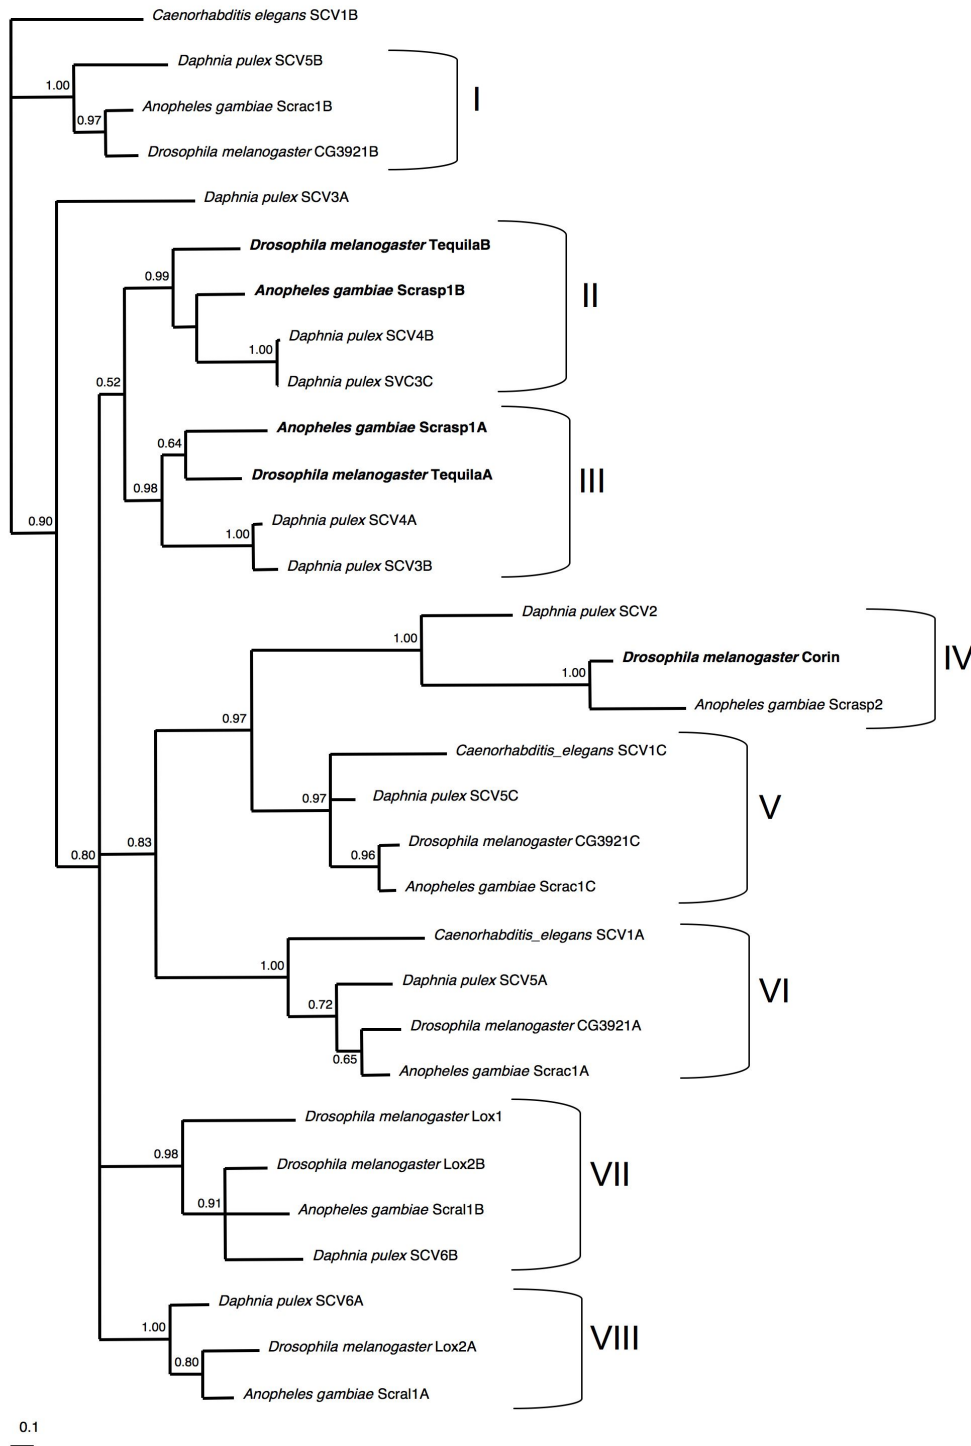 Caenorhabditis elegans SCV1B
Daphnia pulex SCV5B
1.00
I
Anopheles gambiae Scrac1B
0.97
Drosophila melanogaster CG3921B
Daphnia pulex SCV3A
Drosophila melanogaster TequilaB
0.99
Anopheles gambiae Scrasp1B
II
Daphnia pulex SCV4B
1.00
Daphnia pulex SVC3C
0.52
Anopheles gambiae Scrasp1A
0.64
Drosophila melanogaster TequilaA
III
0.98
Daphnia pulex SCV4A
0.90
1.00
Daphnia pulex SCV3B
Daphnia pulex SCV2
1.00
Drosophila melanogaster Corin
IV
1.00
Anopheles gambiae Scrasp2
0.97
Caenorhabditis_elegans SCV1C
0.97
Daphnia pulex SCV5C
V
Drosophila melanogaster CG3921C
0.83
0.80
0.96
Anopheles gambiae Scrac1C
Caenorhabditis_elegans SCV1A
1.00
Daphnia pulex SCV5A
VI
0.72
Drosophila melanogaster CG3921A
0.65
Anopheles gambiae Scrac1A
Drosophila melanogaster Lox1
0.98
Drosophila melanogaster Lox2B
VII
0.91
Anopheles gambiae Scral1B
Daphnia pulex SCV6B
Daphnia pulex SCV6A
1.00
VIII
Drosophila melanogaster Lox2A
0.80
Anopheles gambiae Scral1A
0.1